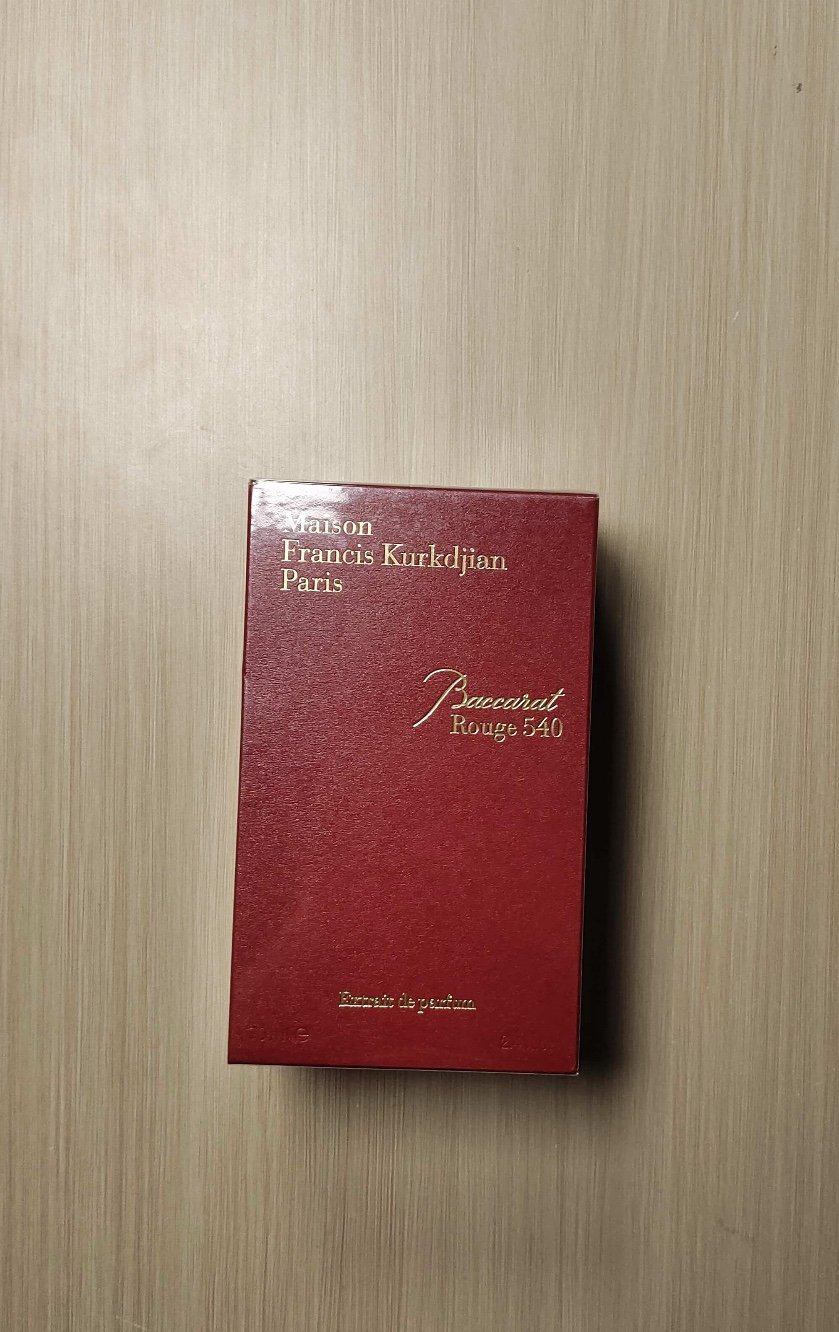 Maison
Francis Kurkdjian
Paris
Baccarat
Rouge 540
Extrait de parfum